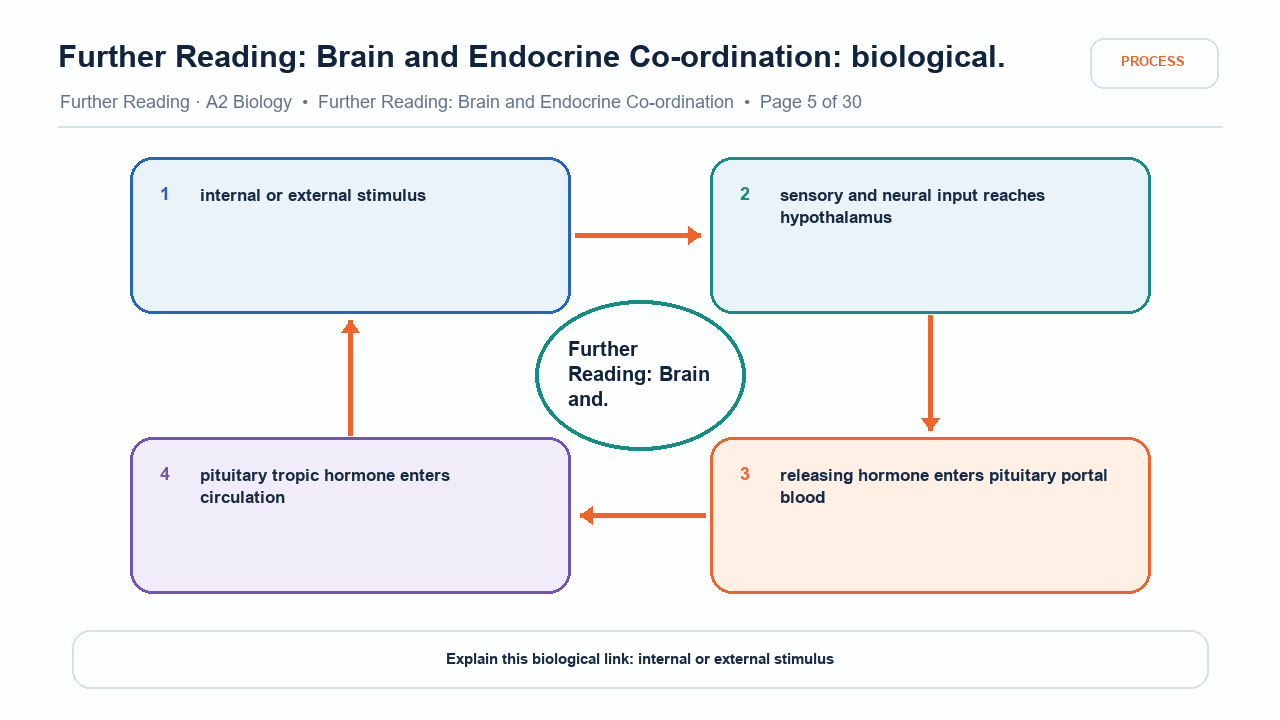 Further Reading: Brain and Endocrine Co-ordination: biological.
PROCESS
Further Reading · A2 Biology • Further Reading: Brain and Endocrine Co-ordination • Page 5 of 30
1 internal or external stimulus
2 sensory and neural input reaches
hypothalamus
Further
Reading: Brain
and.
4 pituitary tropic hormone enters
circulation
3 releasing hormone enters pituitary portal
blood
Explain this biological link: internal or external stimulus